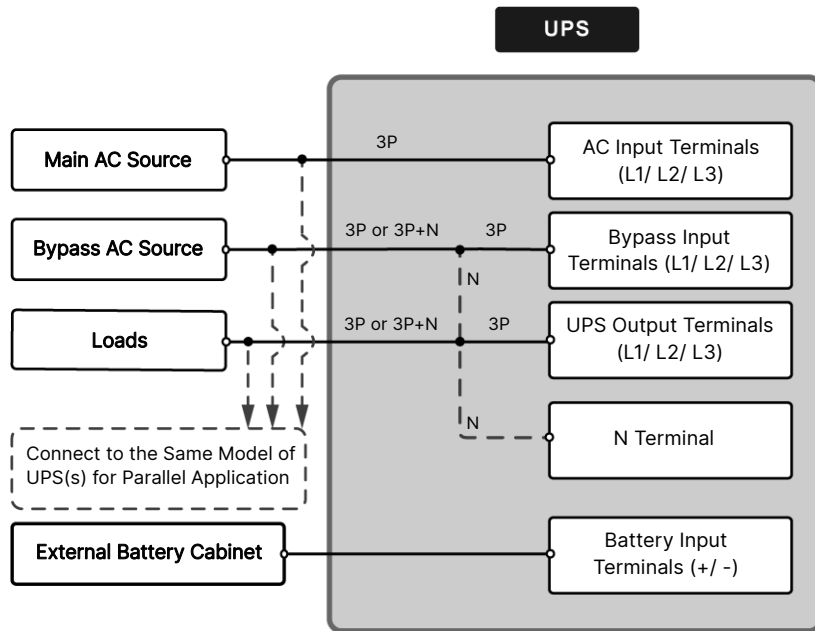 UPS
Main AC Source
3P
AC Input Terminals
(L1/ L2/ L3)
Bypass AC Source
3P or 3P+N
3P
Bypass Input
Terminals (L1/ L2/ L3)
N
Loads
3P or 3P+N
3P
UPS Output Terminals
(L1/ L2/ L3)
N
N Terminal
Connect to the Same Model of
UPS(s) for Parallel Application
External Battery Cabinet
Battery Input
Terminals (+/ -)